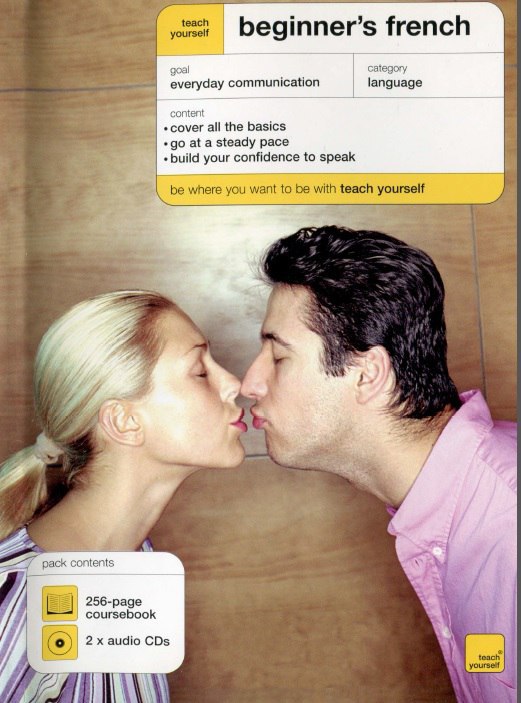 teach
yourself
beginner's french
goal
everyday communication
category
language
content
• cover all the basics
• go at a steady pace
• build your confidence to speak
be where you want to be with teach yourself
pack contents
256-page
coursebook
2 x audio CDs
teach®
yourself